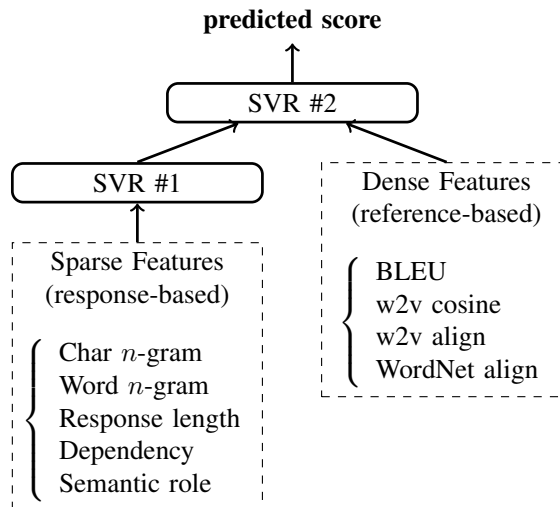 predicted score
SVR #2
SVR #1
Sparse Features
(response-based)
Char n-gram
Word n-gram
Response length
Dependency
Semantic role
Dense Features
(reference-based)
BLEU
w2v cosine
w2v align
WordNet align